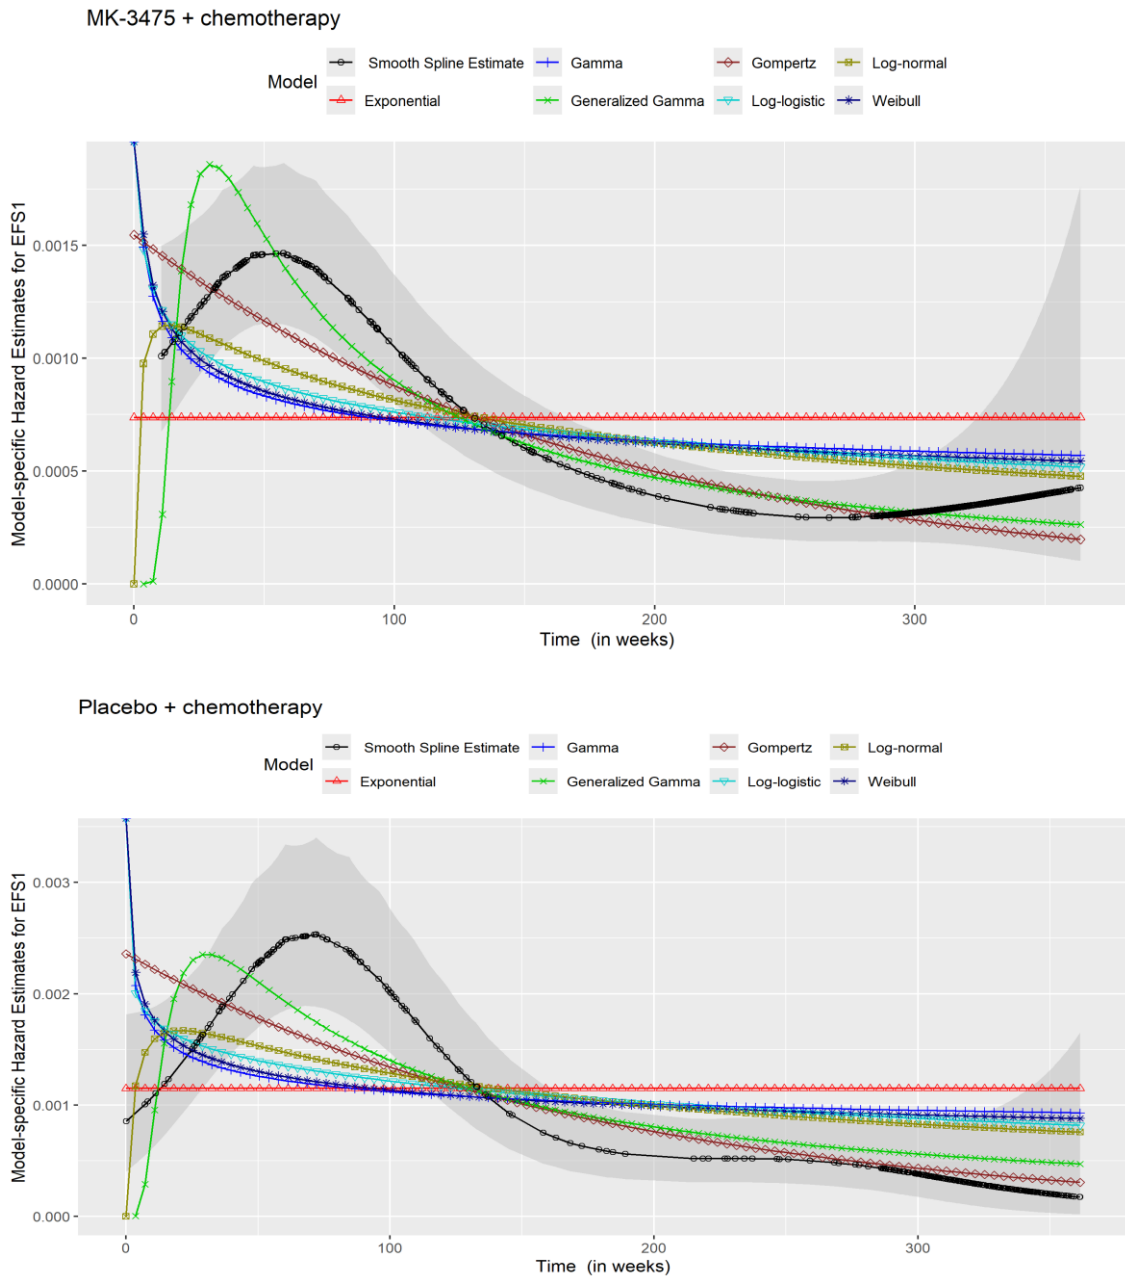 MK-3475 + chemotherapy
Model
Smooth Spline Estimate Gamma Gompertz Log-normal
Exponential Generalized Gamma Log-logistic Weibull
Model-specific Hazard Estimates for EFS1
0.0015
0.0010
0.0005
0.0000
0 100 200 300
Time (in weeks)
Placebo + chemotherapy
Model
Smooth Spline Estimate Gamma Gompertz Log-normal
Exponential Generalized Gamma Log-logistic Weibull
Model-specific Hazard Estimates for EFS1
0.003
0.002
0.001
0.000
0 100 200 300
Time (in weeks)